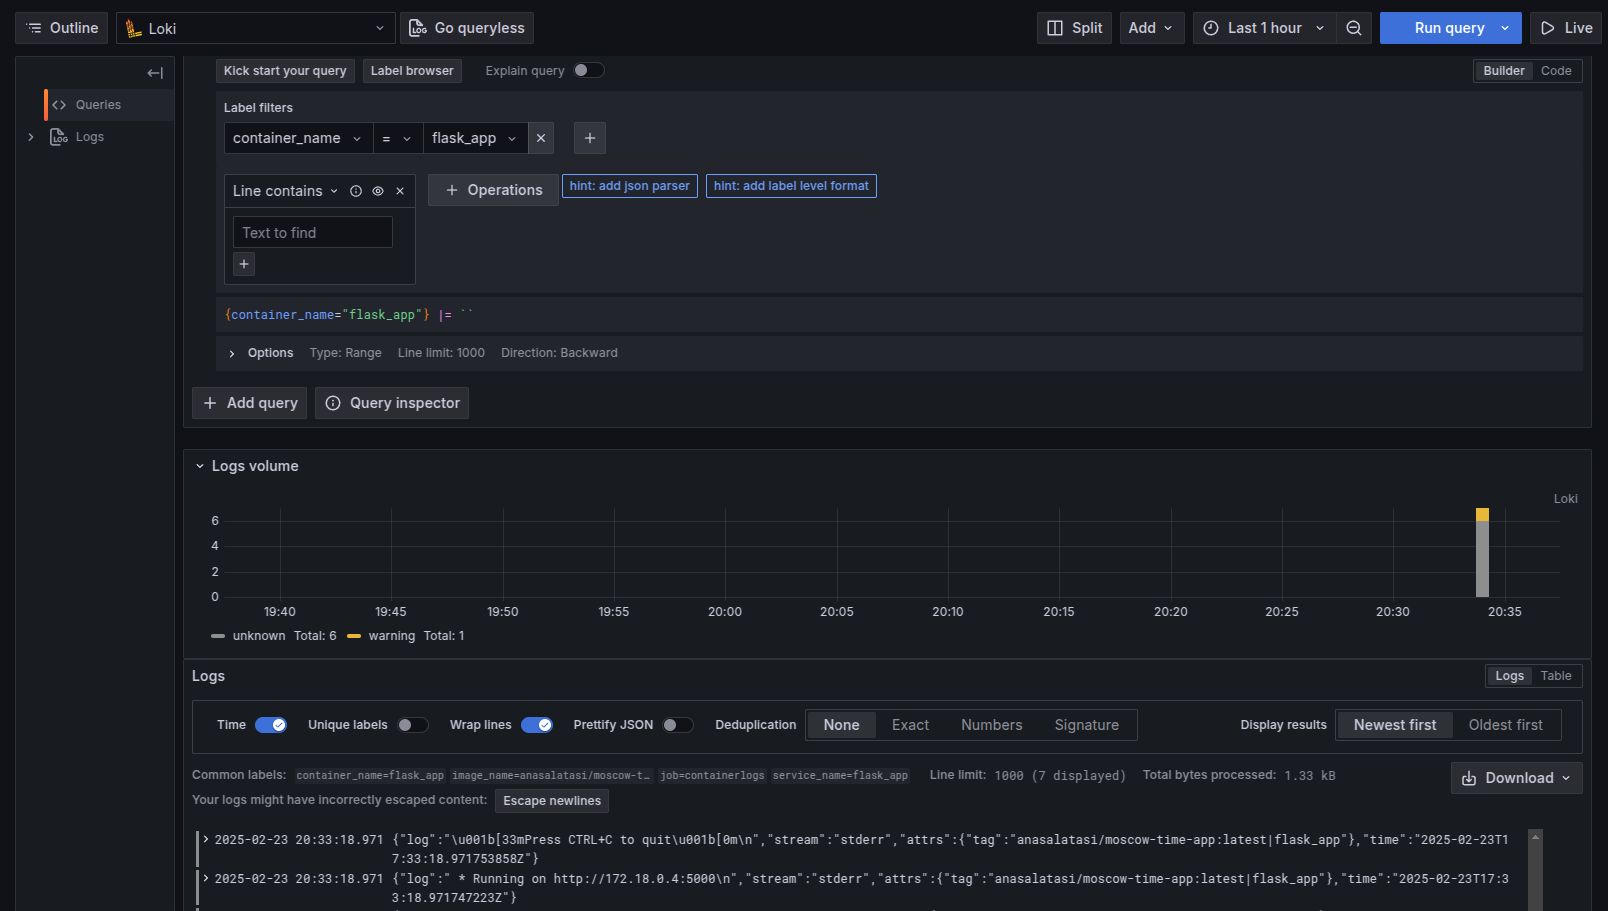 Outline
Loki
Go queryless
Split
Add
Last 1 hour
Run query
Live
Kick start your query
Label browser
Explain query
Builder
Code
Queries
Logs
Label filters
container_name
=
flask_app
Line contains
Operations
hint: add json parser
hint: add label level format
Text to find
{container_name="flask_app"} |= ``
Options Type: Range Line limit: 1000 Direction: Backward
Add query
Query inspector
Logs volume
Loki
6
4
2
0
19:40 19:45 19:50 19:55 20:00 20:05 20:10 20:15 20:20 20:25 20:30 20:35
unknown Total: 6 warning Total: 1
Logs
Logs Table
Time Unique labels Wrap lines Prettify JSON Deduplication None Exact Numbers Signature Display results Newest first Oldest first
Common labels: container_name=flask_app image_name=anasalatasi/moscow-t… job=containerlogs service_name=flask_app Line limit: 1000 (7 displayed) Total bytes processed: 1.33 kB
Download
Your logs might have incorrectly escaped content: Escape newlines
2025-02-23 20:33:18.971 {"log":"\u001b[33mPress CTRL+C to quit\u001b[0m\n","stream":"stderr","attrs":{"tag":"anasalatasi/moscow-time-app:latest|flask_app"},"time":"2025-02-23T1
7:33:18.971753858Z"}
2025-02-23 20:33:18.971 {"log":" * Running on http://172.18.0.4:5000\n","stream":"stderr","attrs":{"tag":"anasalatasi/moscow-time-app:latest|flask_app"},"time":"2025-02-23T17:3
3:18.971747223Z"}